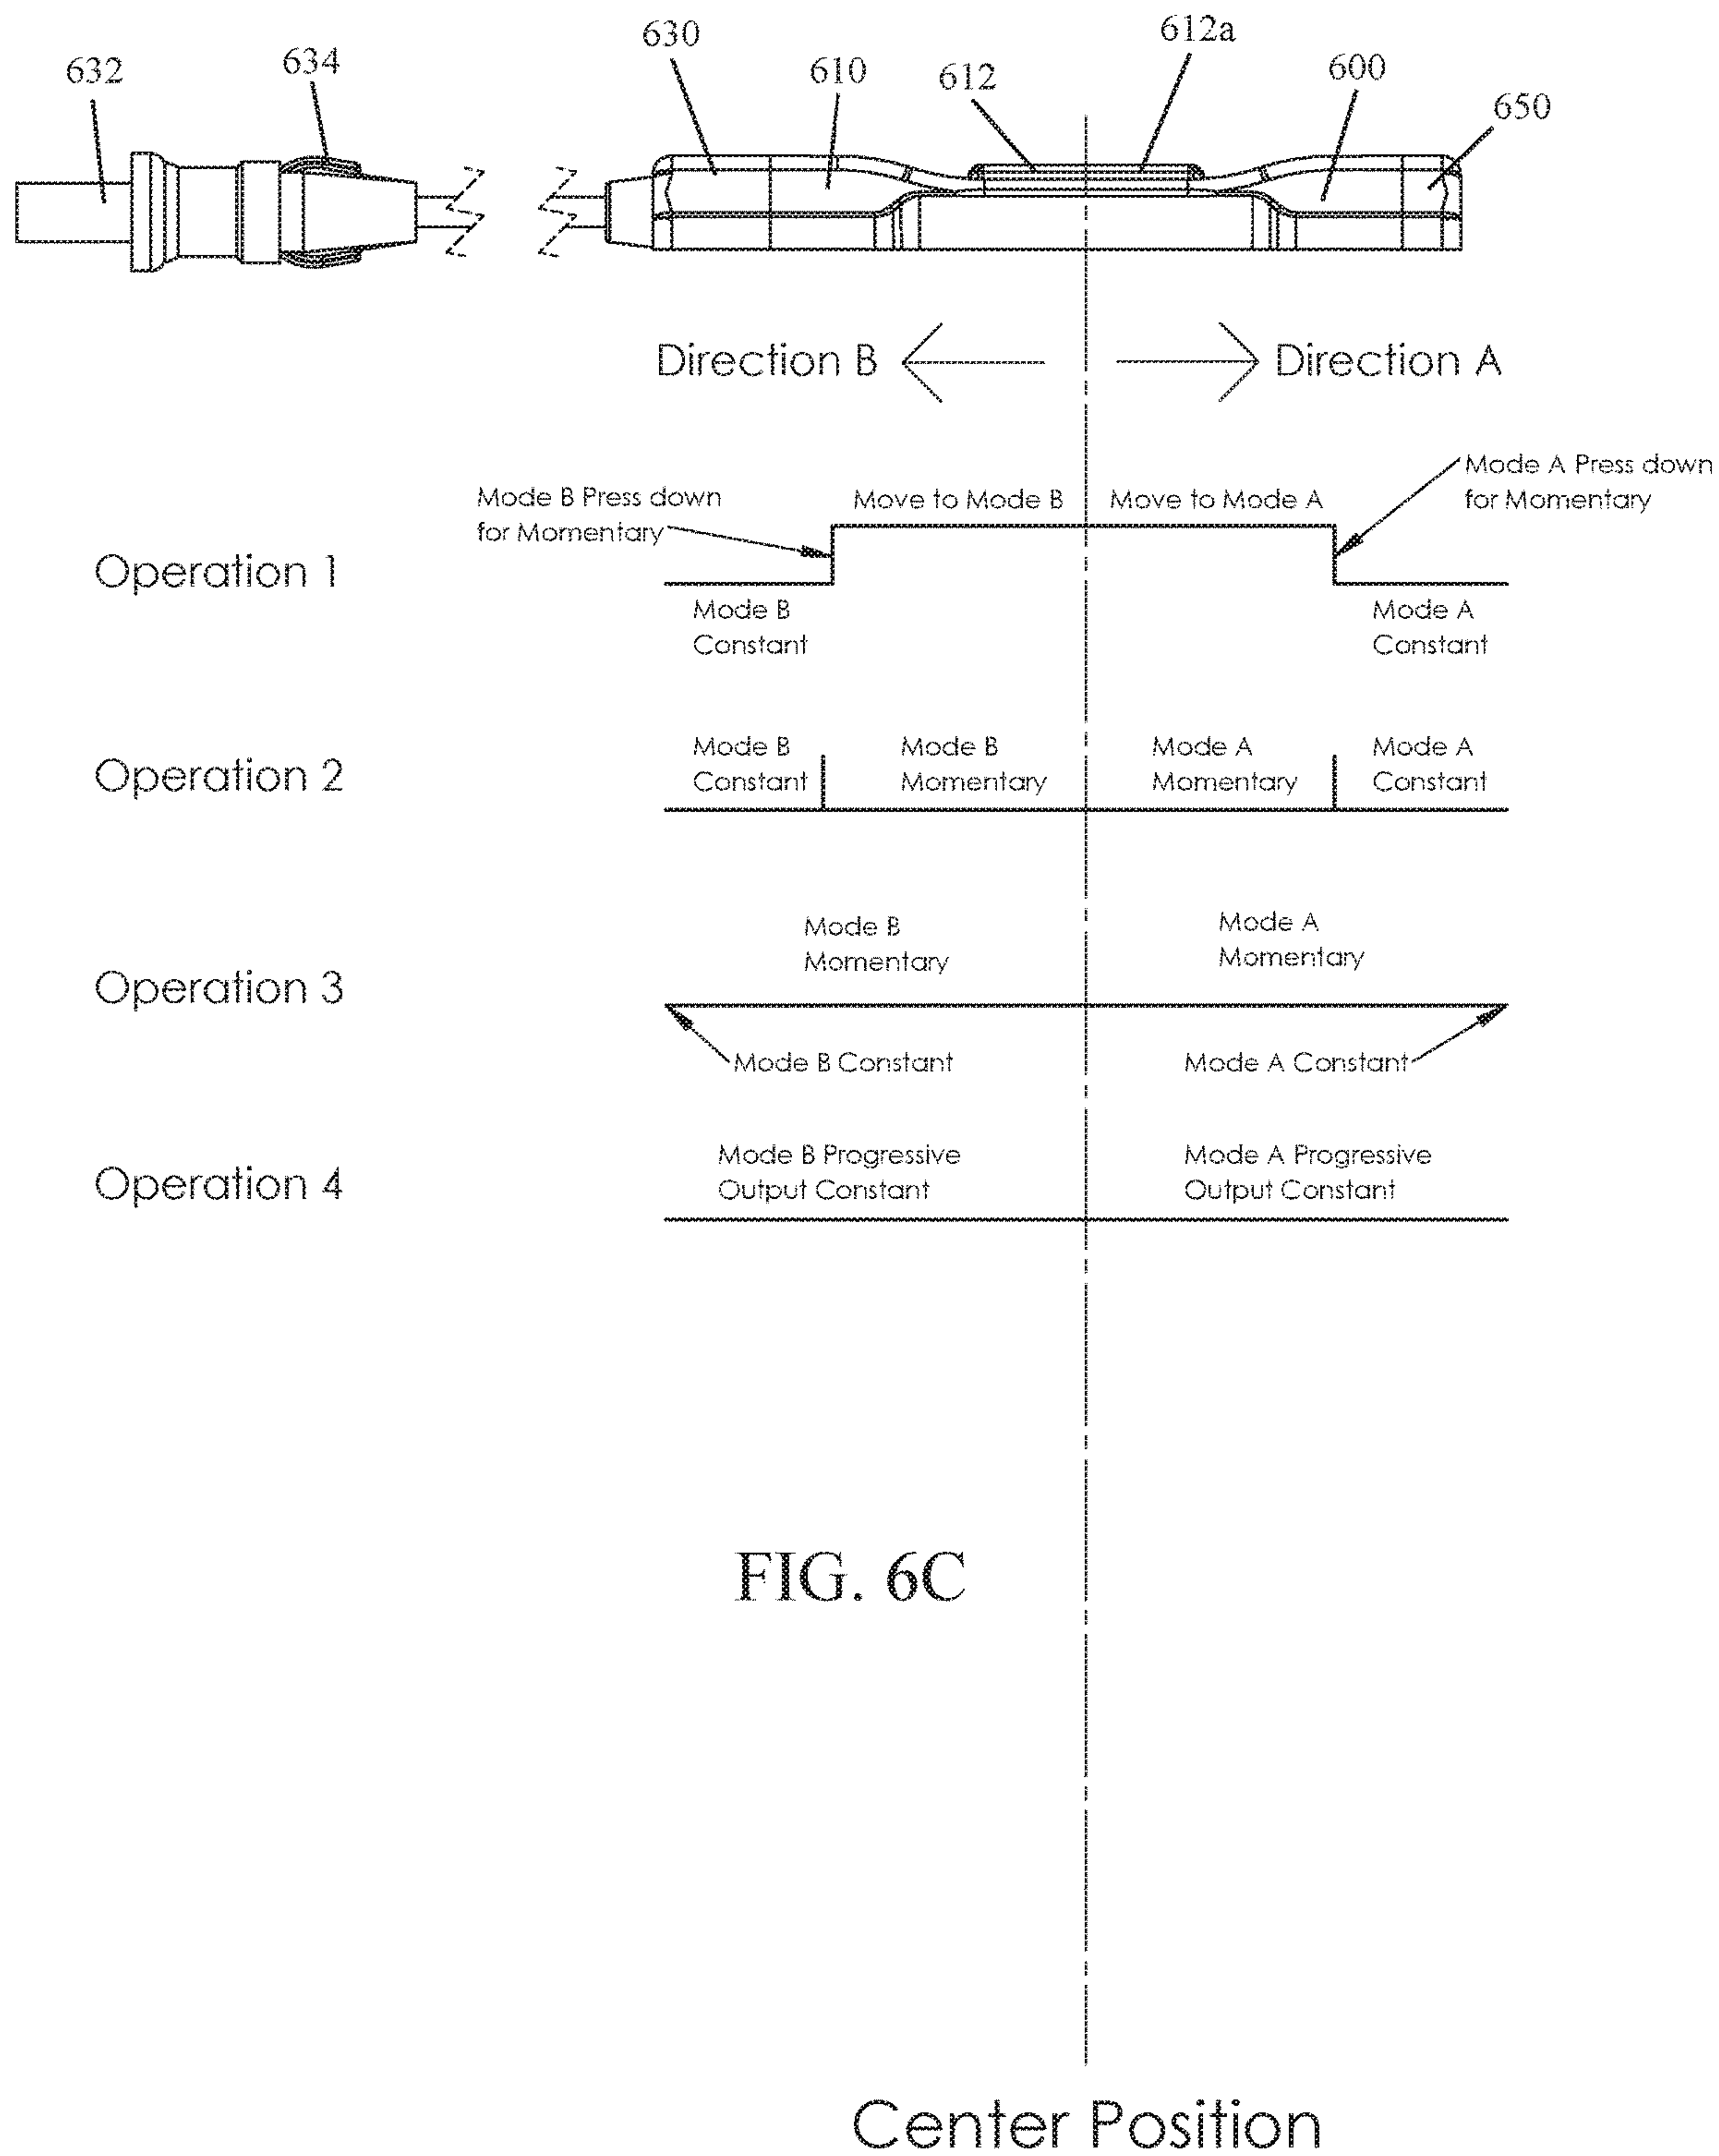 632
634
630
610
612
612a
600
650
Direction B
Direction A
Mode B Press down
for Momentary
Move to Mode B
Move to Mode A
Mode A Press down
for Momentary
Operation 1
Mode B
Constant
Mode A
Constant
Operation 2
Mode B
Constant
Mode B
Momentary
Mode A
Momentary
Mode A
Constant
Operation 3
Mode B
Momentary
Mode A
Momentary
Mode B Constant
Mode A Constant
Operation 4
Mode B Progressive
Output Constant
Mode A Progressive
Output Constant
FIG. 6C
Center Position